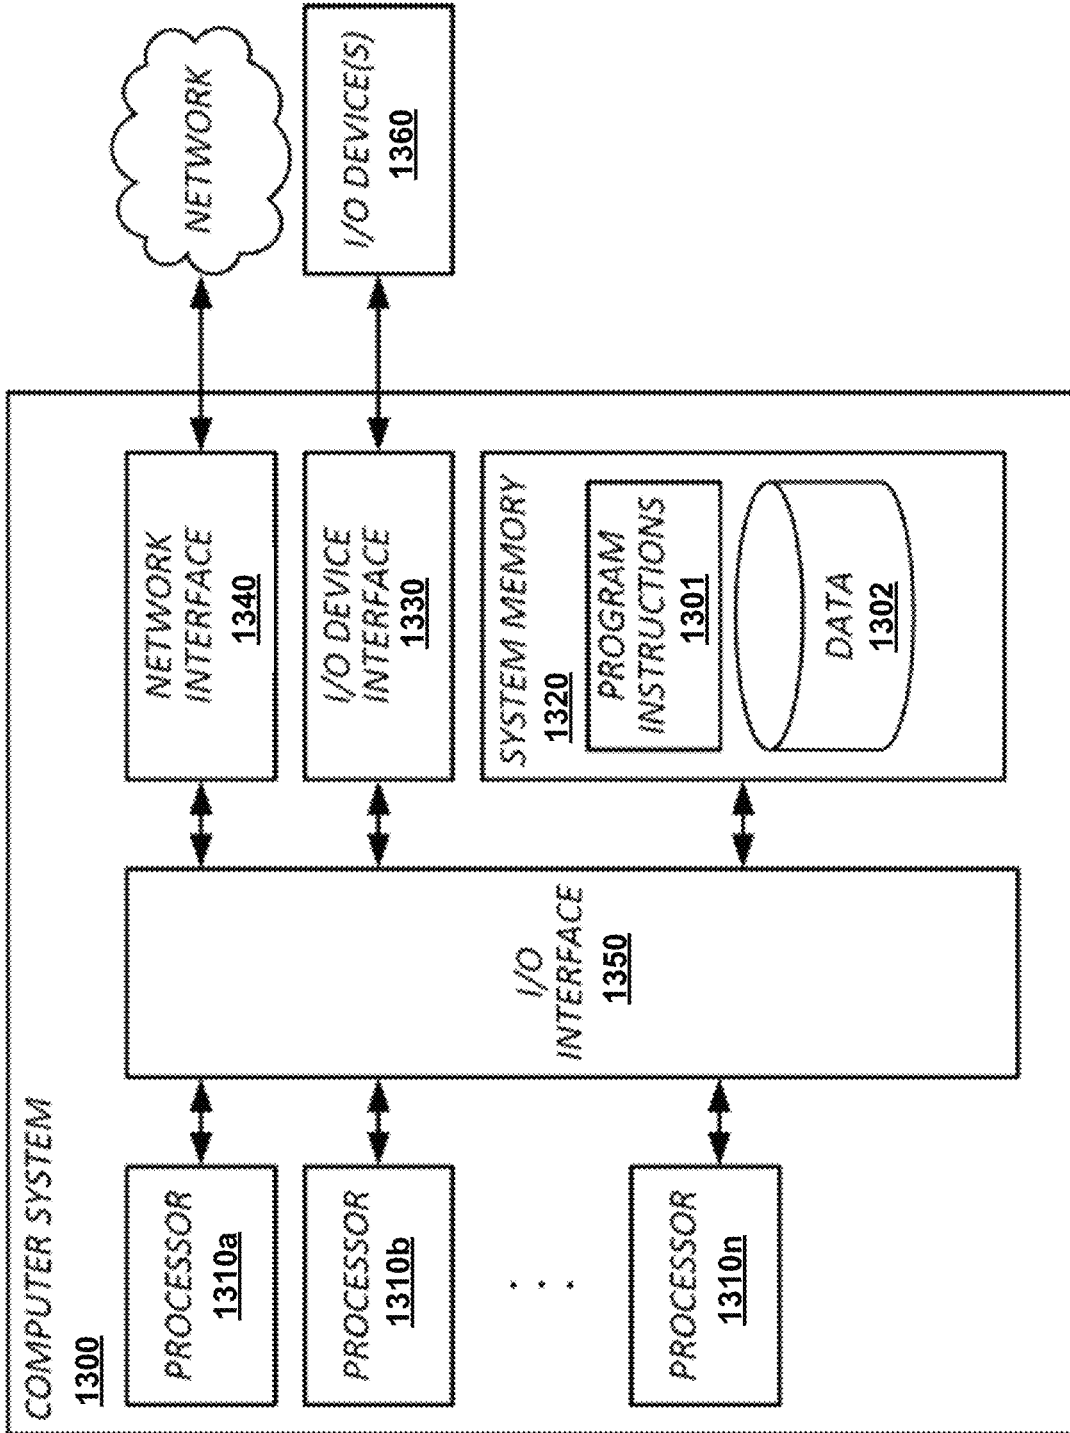 COMPUTER SYSTEM
1300
PROCESSOR
1310a
PROCESSOR
1310b
. . .
PROCESSOR
1310n
I/O
INTERFACE
1350
NETWORK
INTERFACE
1340
I/O DEVICE
INTERFACE
1330
SYSTEM MEMORY
1320
PROGRAM
INSTRUCTIONS
1301
DATA
1302
NETWORK
I/O DEVICE(S)
1360